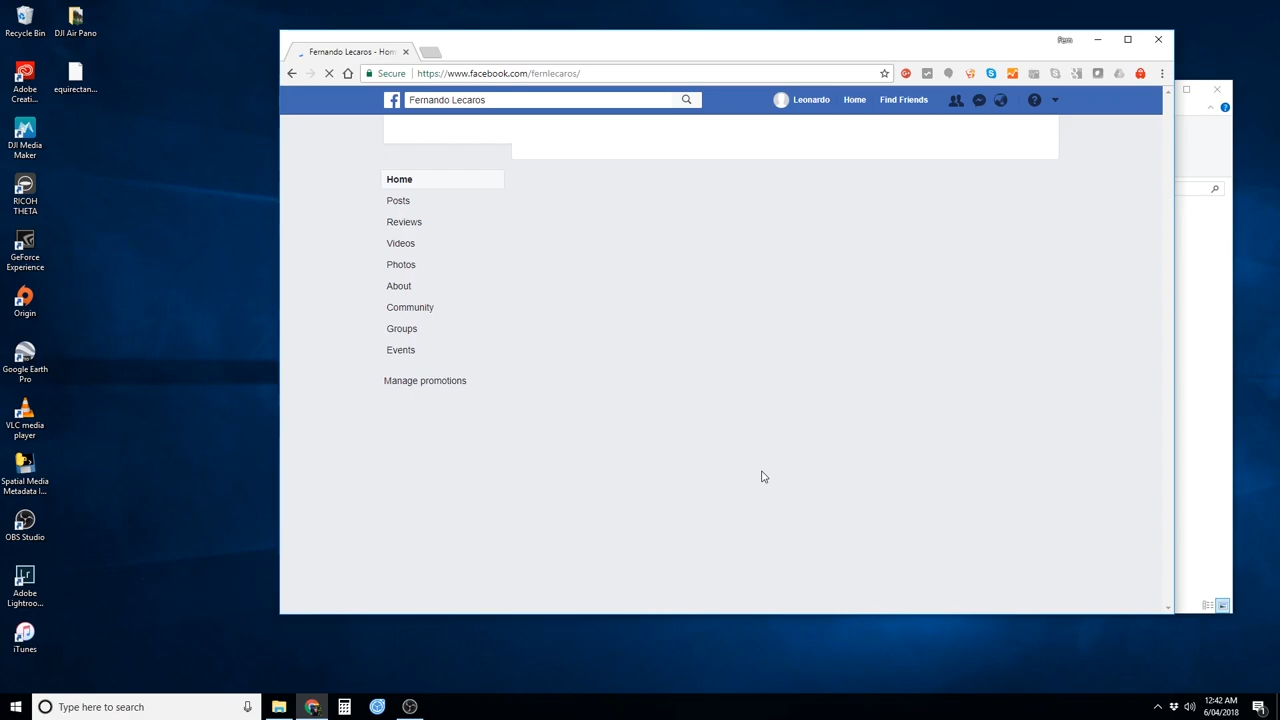 Recycle Bin
DJI Air Pano
Adobe
Creati...
equirectan...
DJI Media
Maker
RICOH
THETA
GeForce
Experience
Origin
Google Earth
Pro
VLC media
player
Spatial Media
Metadata I...
OBS Studio
Adobe
Lightroo...
iTunes
Fernando Lecaros - Hom
Fern
Secure
https://www.facebook.com/fernlecaros/
Fernando Lecaros
Leonardo
Home
Find Friends
Home
Posts
Reviews
Videos
Photos
About
Community
Groups
Events
Manage promotions
Type here to search
12:42 AM
6/04/2018